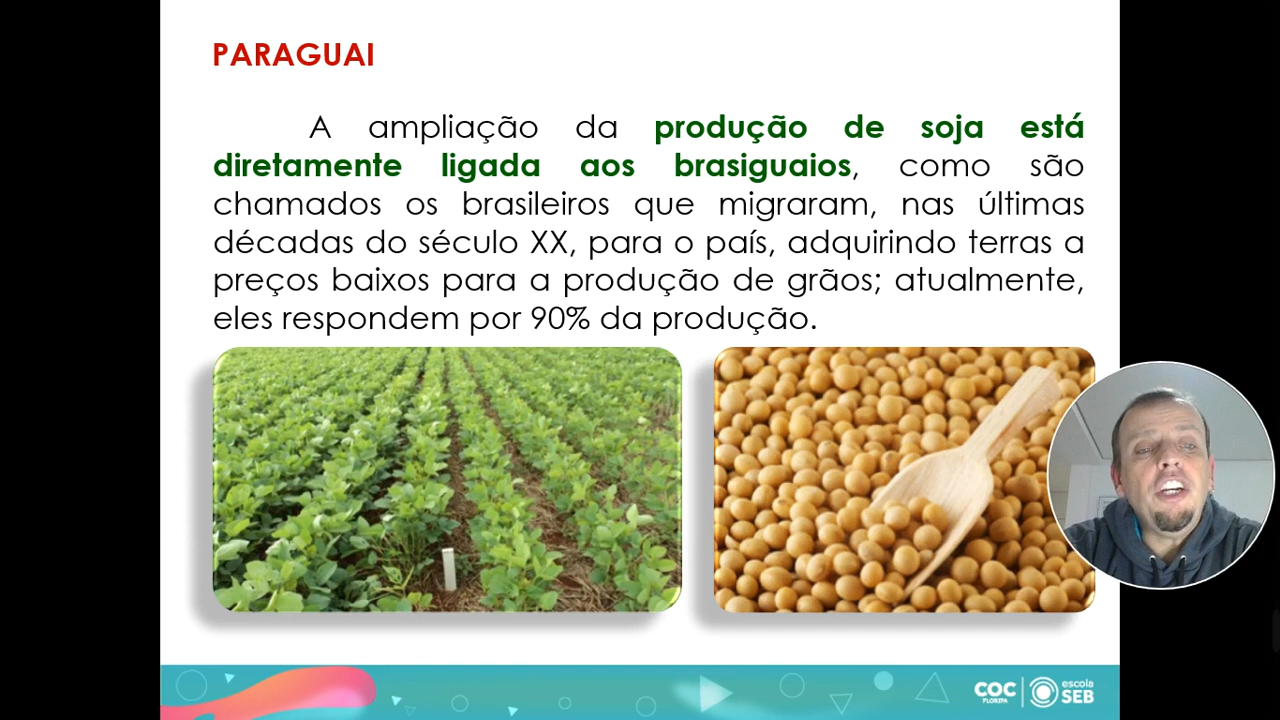 PARAGUAI
A ampliação da produção de soja está
diretamente ligada aos brasiguaios, como são
chamados os brasileiros que migraram, nas últimas
décadas do século XX, para o país, adquirindo terras a
preços baixos para a produção de grãos; atualmente,
eles respondem por 90% da produção.
COC
FLORIPA
escola
SEB